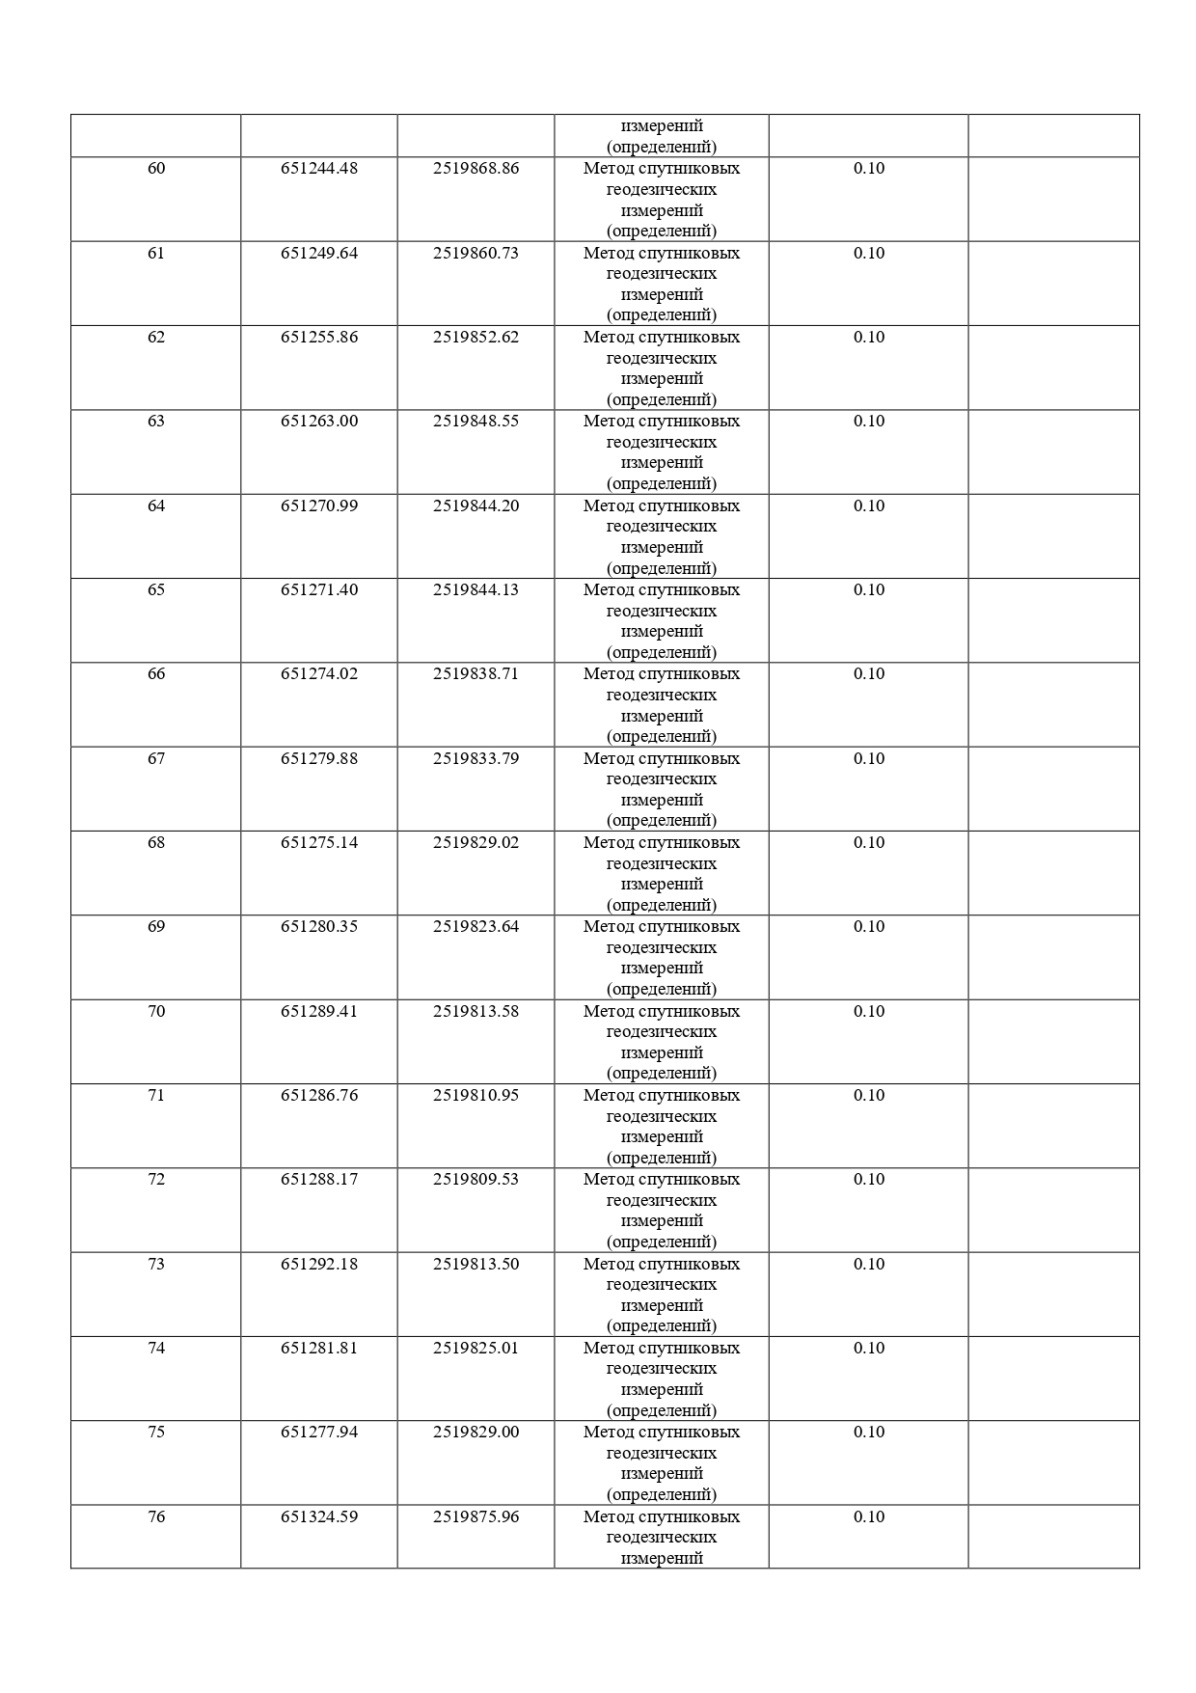 измерений
(определений)
60 651244.48 2519868.86 Метод спутниковых 0.10
геодезических
измерений
(определений)
61 651249.64 2519860.73 Метод спутниковых 0.10
геодезических
измерений
(определений)
62 651255.86 2519852.62 Метод спутниковых 0.10
геодезических
измерений
(определений)
63 651263.00 2519848.55 Метод спутниковых 0.10
геодезических
измерений
(определений)
64 651270.99 2519844.20 Метод спутниковых 0.10
геодезических
измерений
(определений)
65 651271.40 2519844.13 Метод спутниковых 0.10
геодезических
измерений
(определений)
66 651274.02 2519838.71 Метод спутниковых 0.10
геодезических
измерений
(определений)
67 651279.88 2519833.79 Метод спутниковых 0.10
геодезических
измерений
(определений)
68 651275.14 2519829.02 Метод спутниковых 0.10
геодезических
измерений
(определений)
69 651280.35 2519823.64 Метод спутниковых 0.10
геодезических
измерений
(определений)
70 651289.41 2519813.58 Метод спутниковых 0.10
геодезических
измерений
(определений)
71 651286.76 2519810.95 Метод спутниковых 0.10
геодезических
измерений
(определений)
72 651288.17 2519809.53 Метод спутниковых 0.10
геодезических
измерений
(определений)
73 651292.18 2519813.50 Метод спутниковых 0.10
геодезических
измерений
(определений)
74 651281.81 2519825.01 Метод спутниковых 0.10
геодезических
измерений
(определений)
75 651277.94 2519829.00 Метод спутниковых 0.10
геодезических
измерений
(определений)
76 651324.59 2519875.96 Метод спутниковых 0.10
геодезических
измерений